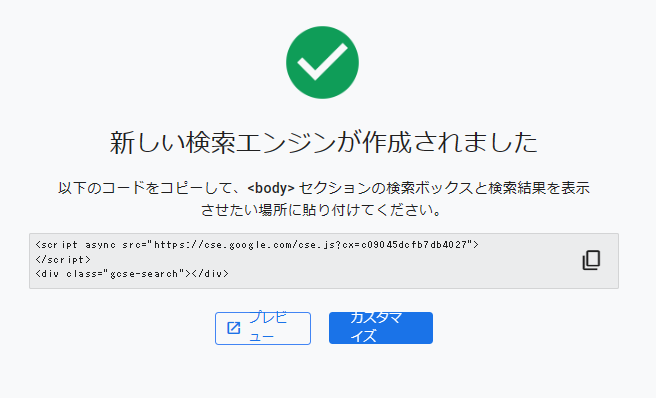 新しい検索エンジンが作成されました
以下のコードをコピーして、<body> セクションの検索ボックスと検索結果を表示
させたい場所に貼り付けてください。
<script async src="https://cse.google.com/cse.js?cx=c09045dcfb7db4027">
</script>
<div class="gcse-search"></div>
プレビ
ュー
カスタマ
イズ